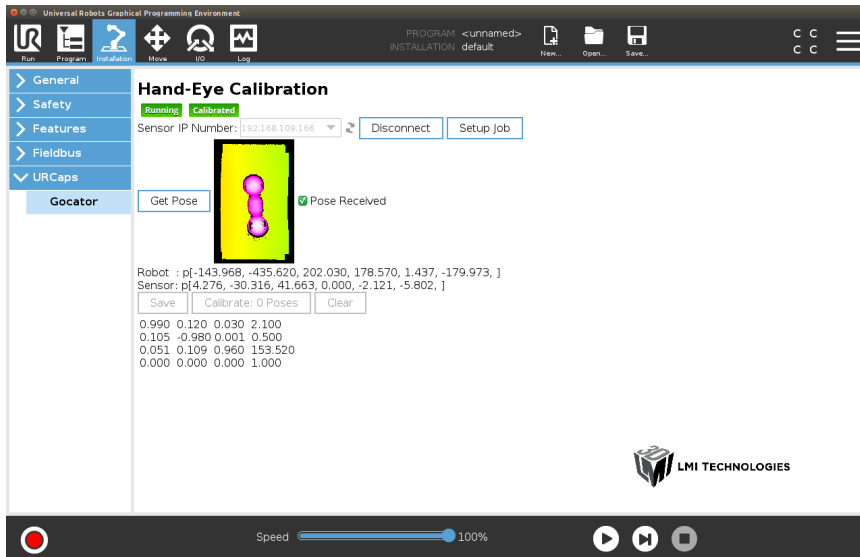 Universal Robots Graphical Programming Environment
UR
Run
Program
Installation
Move
I/O
Log
PROGRAM <unnamed>
INSTALLATION default
New...
Open...
Save...
C C
C C
General
Safety
Features
Fieldbus
URCaps
Gocator
Hand-Eye Calibration
Running Calibrated
Sensor IP Number: 192.168.109.166 Disconnect Setup Job
Get Pose Pose Received
Robot : p[-143.968, -435.620, 202.030, 178.570, 1.437, -179.973, ]
Sensor: p[4.276, -30.316, 41.663, 0.000, -2.121, -5.802, ]
Save Calibrate: 0 Poses Clear
0.990 0.120 0.030 2.100
0.105 -0.980 0.001 0.500
0.051 0.109 0.960 153.520
0.000 0.000 0.000 1.000
3D
LMI TECHNOLOGIES
Speed 100%